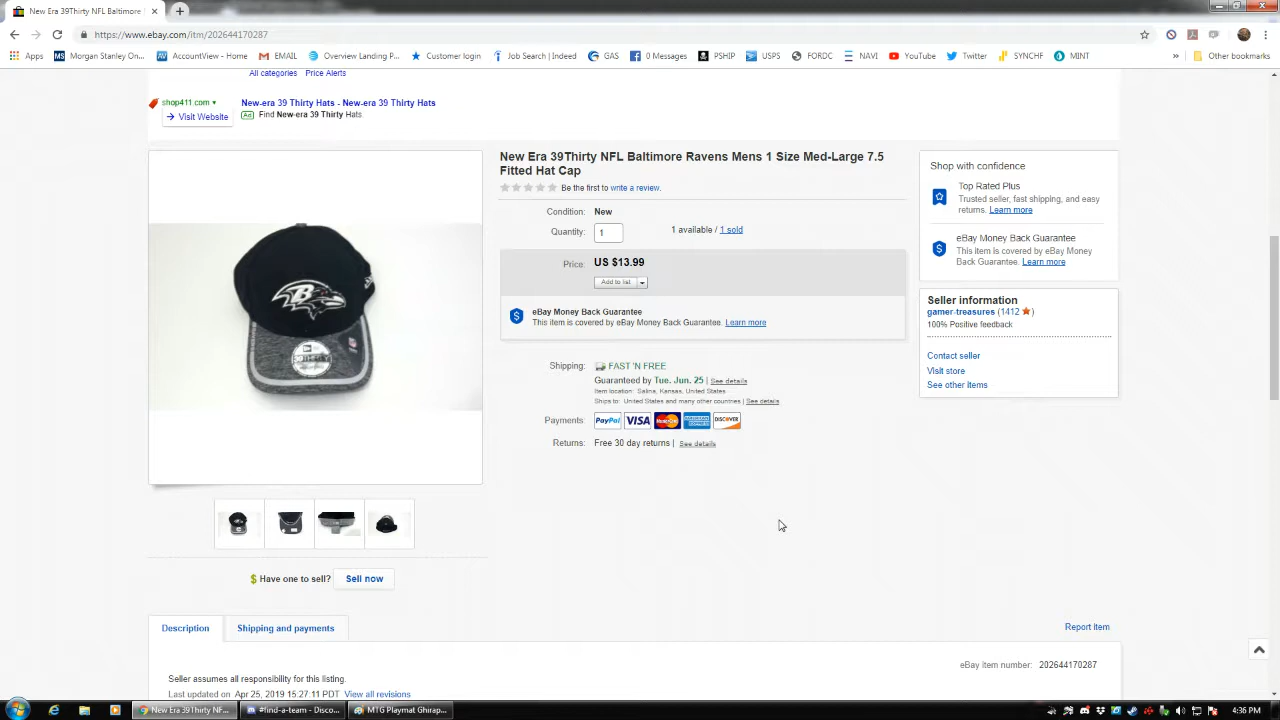 New Era 39Thirty NFL Baltimore
https://www.ebay.com/itm/202644170287
Apps
Morgan Stanley On...
AccountView - Home
EMAIL
Overview Landing P...
Customer login
Job Search | Indeed
GAS
0 Messages
PSHIP
USPS
FORDC
NAVI
YouTube
Twitter
SYNCHF
MINT
»
Other bookmarks
All categories Price Alerts
shop411.com
New-era 39 Thirty Hats - New-era 39 Thirty Hats
Visit Website
Ad Find New-era 39 Thirty Hats
New Era 39Thirty NFL Baltimore Ravens Mens 1 Size Med-Large 7.5
Fitted Hat Cap
Be the first to write a review.
Condition: New
Quantity: 1 1 available / 1 sold
Price: US $13.99
Add to list
eBay Money Back Guarantee
This item is covered by eBay Money Back Guarantee. Learn more
Shipping: FAST 'N FREE
Guaranteed by Tue. Jun. 25 | See details
Item location: Salina, Kansas, United States
Ships to: United States and many other countries | See details
Payments: PayPal VISA MasterCard DISCOVER
Returns: Free 30 day returns | See details
Shop with confidence
Top Rated Plus
Trusted seller, fast shipping, and easy
returns. Learn more
eBay Money Back Guarantee
This item is covered by eBay Money
Back Guarantee. Learn more
Seller information
gamer-treasures (1412 )
100% Positive feedback
Contact seller
Visit store
See other items
B
$ Have one to sell? Sell now
Description
Shipping and payments
Report item
eBay item number: 202644170287
Seller assumes all responsibility for this listing.
Last updated on Apr 25, 2019 15:27:11 PDT View all revisions
New Era 39Thirty NF...
#find-a-team - Disco...
MTG Playmat Ghirap...
4:36 PM